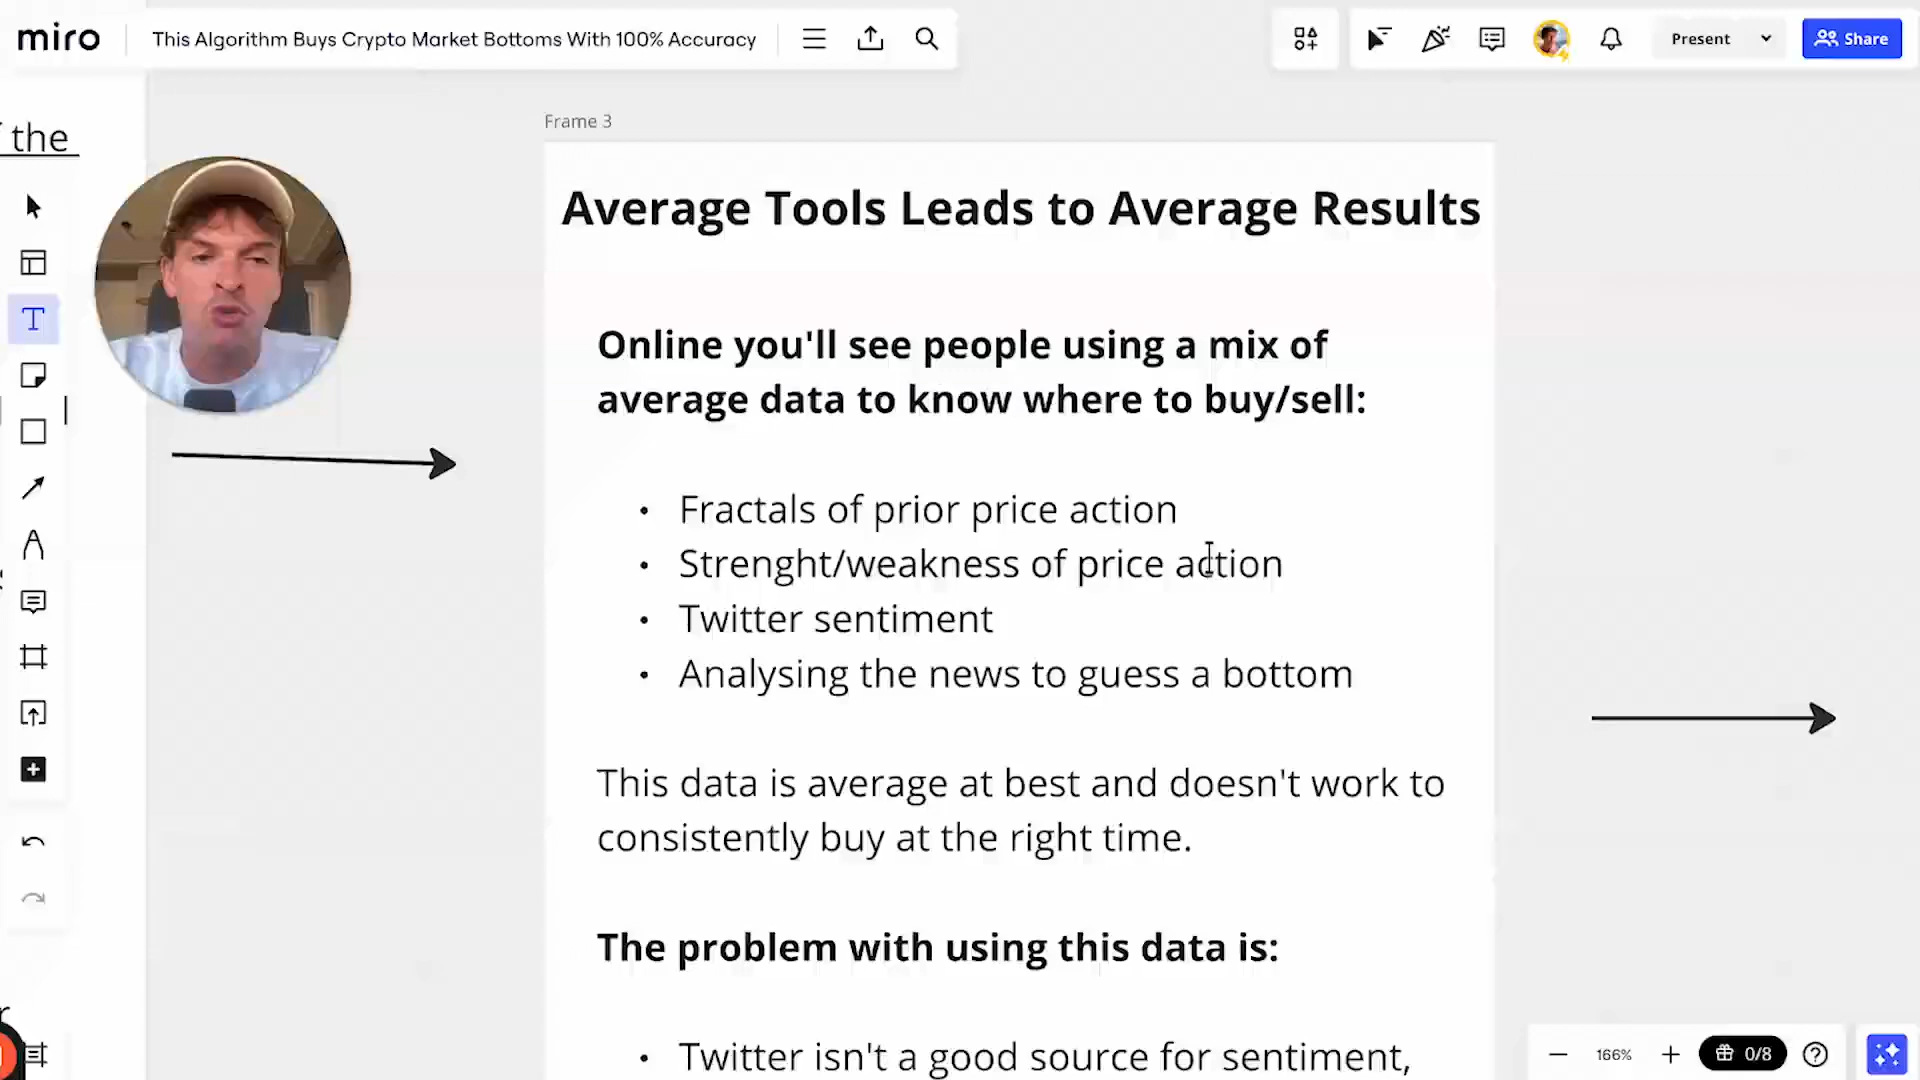 miro
This Algorithm Buys Crypto Market Bottoms With 100% Accuracy
Present
Share
the
Frame 3
Average Tools Leads to Average Results
Online you'll see people using a mix of
average data to know where to buy/sell:
• Fractals of prior price action
• Strenght/weakness of price action
• Twitter sentiment
• Analysing the news to guess a bottom
This data is average at best and doesn't work to
consistently buy at the right time.
The problem with using this data is:
• Twitter isn't a good source for sentiment,
166%
0/8